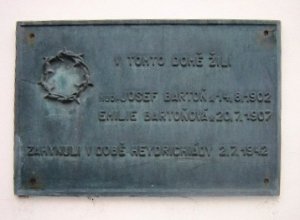 V TOMTO DOMĚ ŽILI
JOSEF BARTOŇ 14.8.1902
EMILIE BARTOŇOVÁ 20.7.1907
ZAHYNULI V DOBĚ HEYDRICHIÁDY 2.7.1942